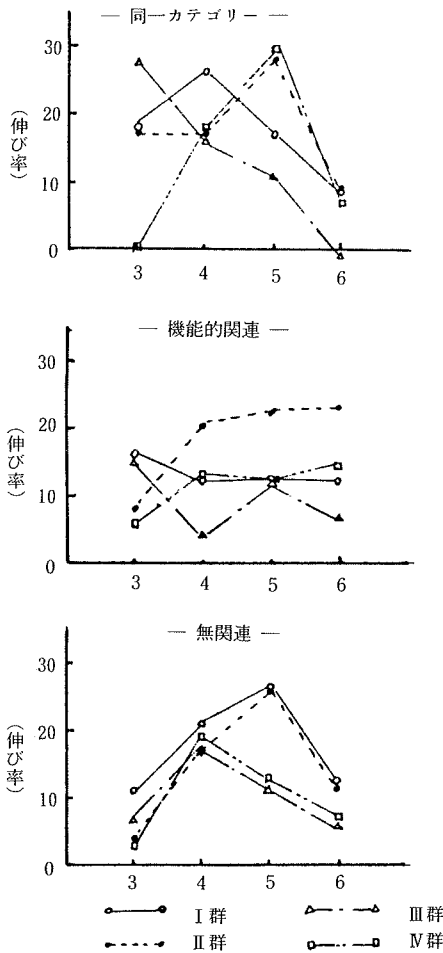 — 同一カテゴリー —
30
20
10
0
(伸び率)
3 4 5 6
— 機能的関連 —
30
20
10
0
(伸び率)
3 4 5 6
— 無関連 —
30
20
10
0
(伸び率)
3 4 5 6
Ⅰ群 Ⅲ群
Ⅱ群 Ⅳ群